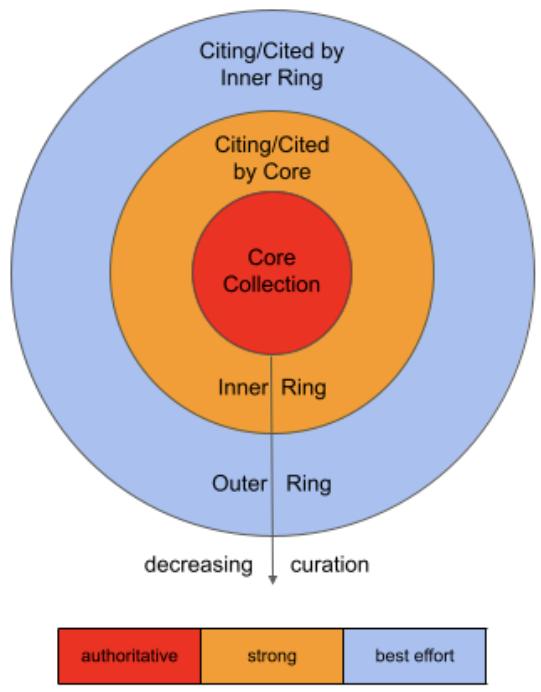 Citing/Cited by
Inner Ring
Citing/Cited
by Core
Core
Collection
Inner Ring
Outer Ring
decreasing curation
authoritative strong best effort